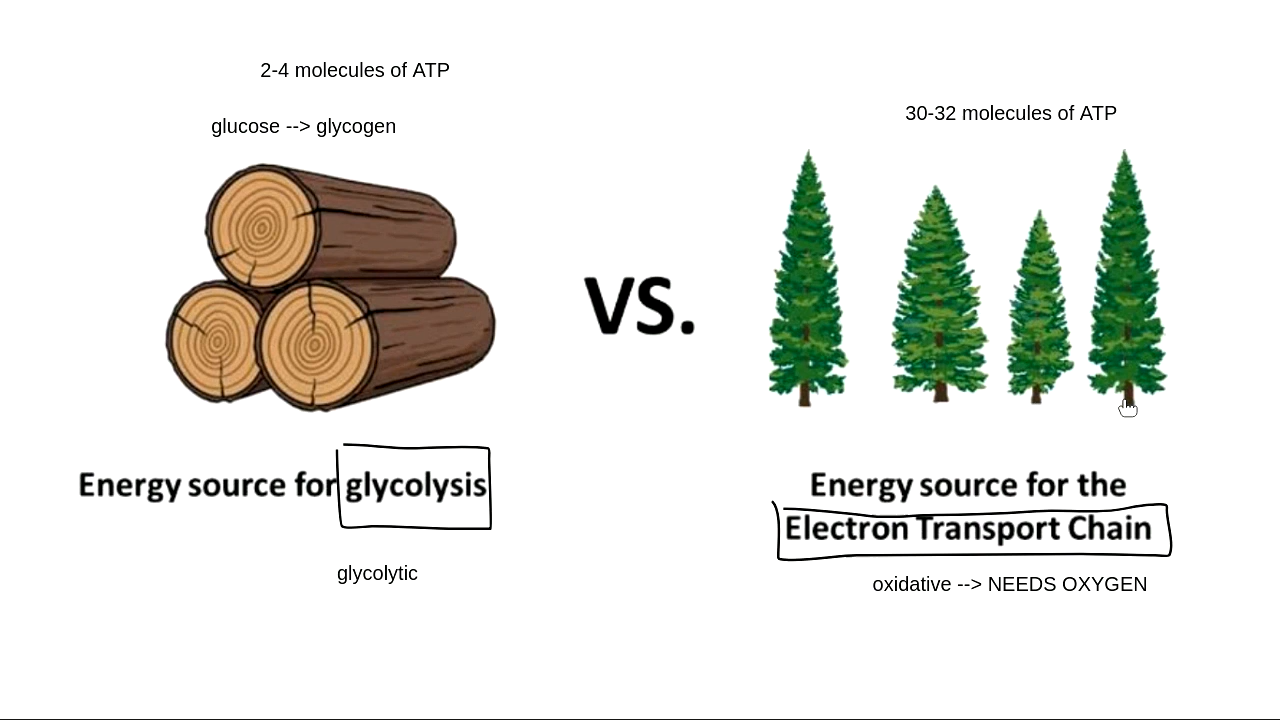 2-4 molecules of ATP
glucose --> glycogen
Energy source for glycolysis
glycolytic
VS.
30-32 molecules of ATP
Energy source for the
Electron Transport Chain
oxidative --> NEEDS OXYGEN